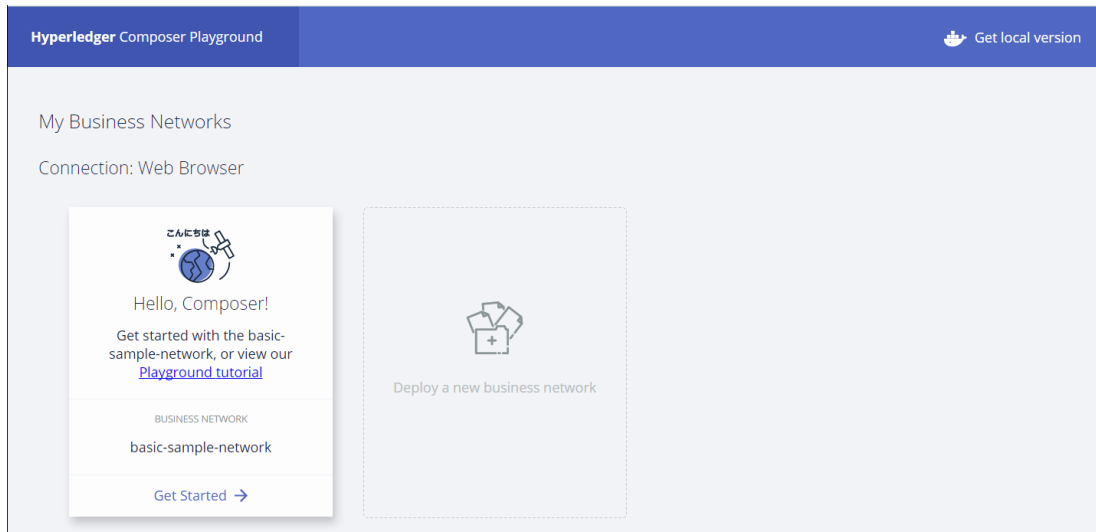 Hyperledger Composer Playground
Get local version
My Business Networks
Connection: Web Browser
こんにちは
Hello, Composer!
Get started with the basic-
sample-network, or view our
Playground tutorial
BUSINESS NETWORK
basic-sample-network
Get Started
Deploy a new business network